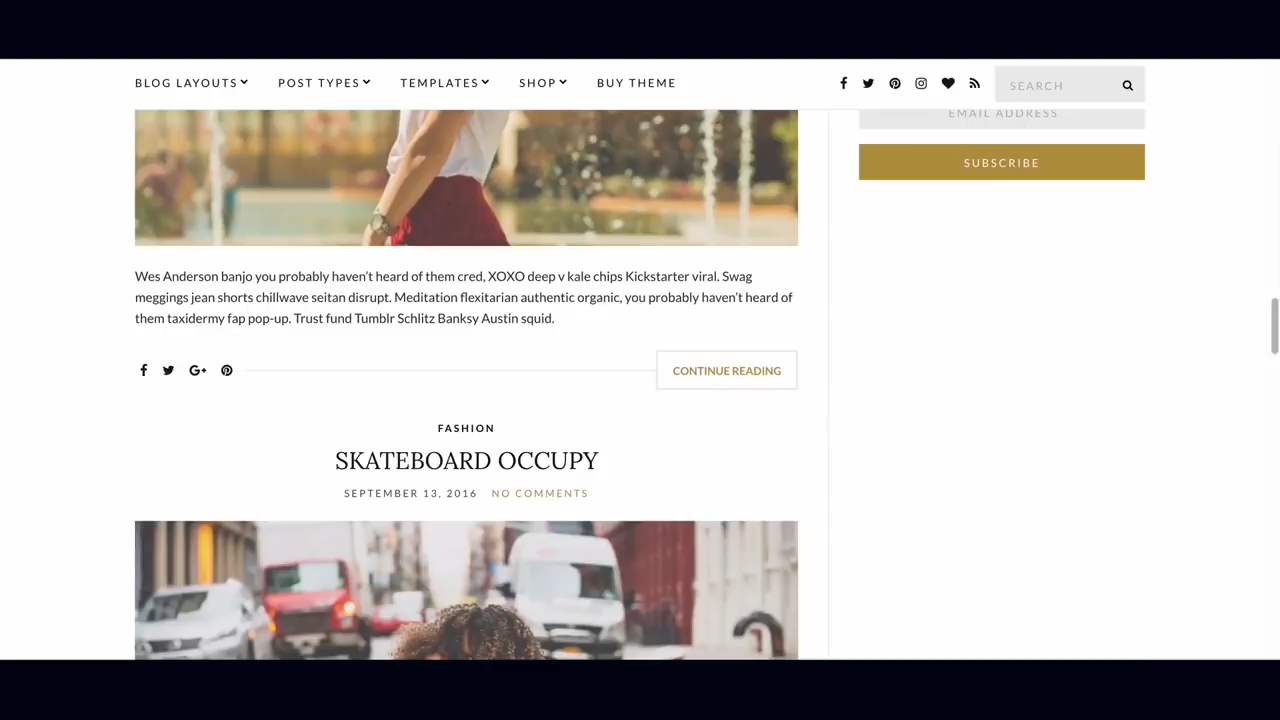 BLOG LAYOUTS POST TYPES TEMPLATES SHOP BUY THEME SEARCH
EMAIL ADDRESS
SUBSCRIBE
Wes Anderson banjo you probably haven't heard of them cred, XOXO deep v kale chips Kickstarter viral. Swag
meggings jean shorts chillwave seitan disrupt. Meditation flexitarian authentic organic, you probably haven't heard of
them taxidermy fap pop-up. Trust fund Tumblr Schlitz Banksy Austin squid.
CONTINUE READING
FASHION
SKATEBOARD OCCUPY
SEPTEMBER 13, 2016 NO COMMENTS